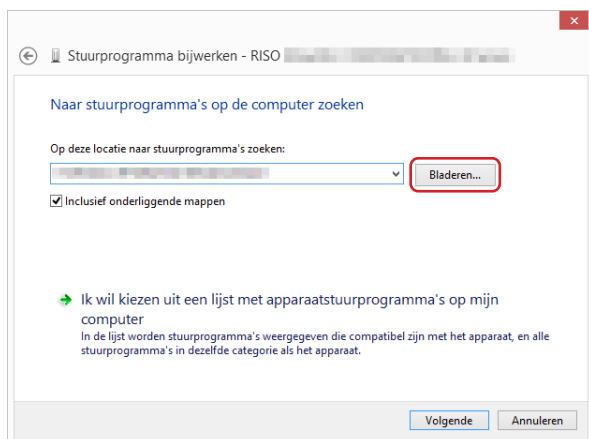 Stuurprogramma bijwerken - RISO
Naar stuurprogramma's op de computer zoeken
Op deze locatie naar stuurprogramma's zoeken:
Bladeren...
Inclusief onderliggende mappen
Ik wil kiezen uit een lijst met apparaatstuurprogramma's op mijn
computer
In de lijst worden stuurprogramma's weergegeven die compatibel zijn met het apparaat, en alle
stuurprogramma's in dezelfde categorie als het apparaat.
Volgende
Annuleren